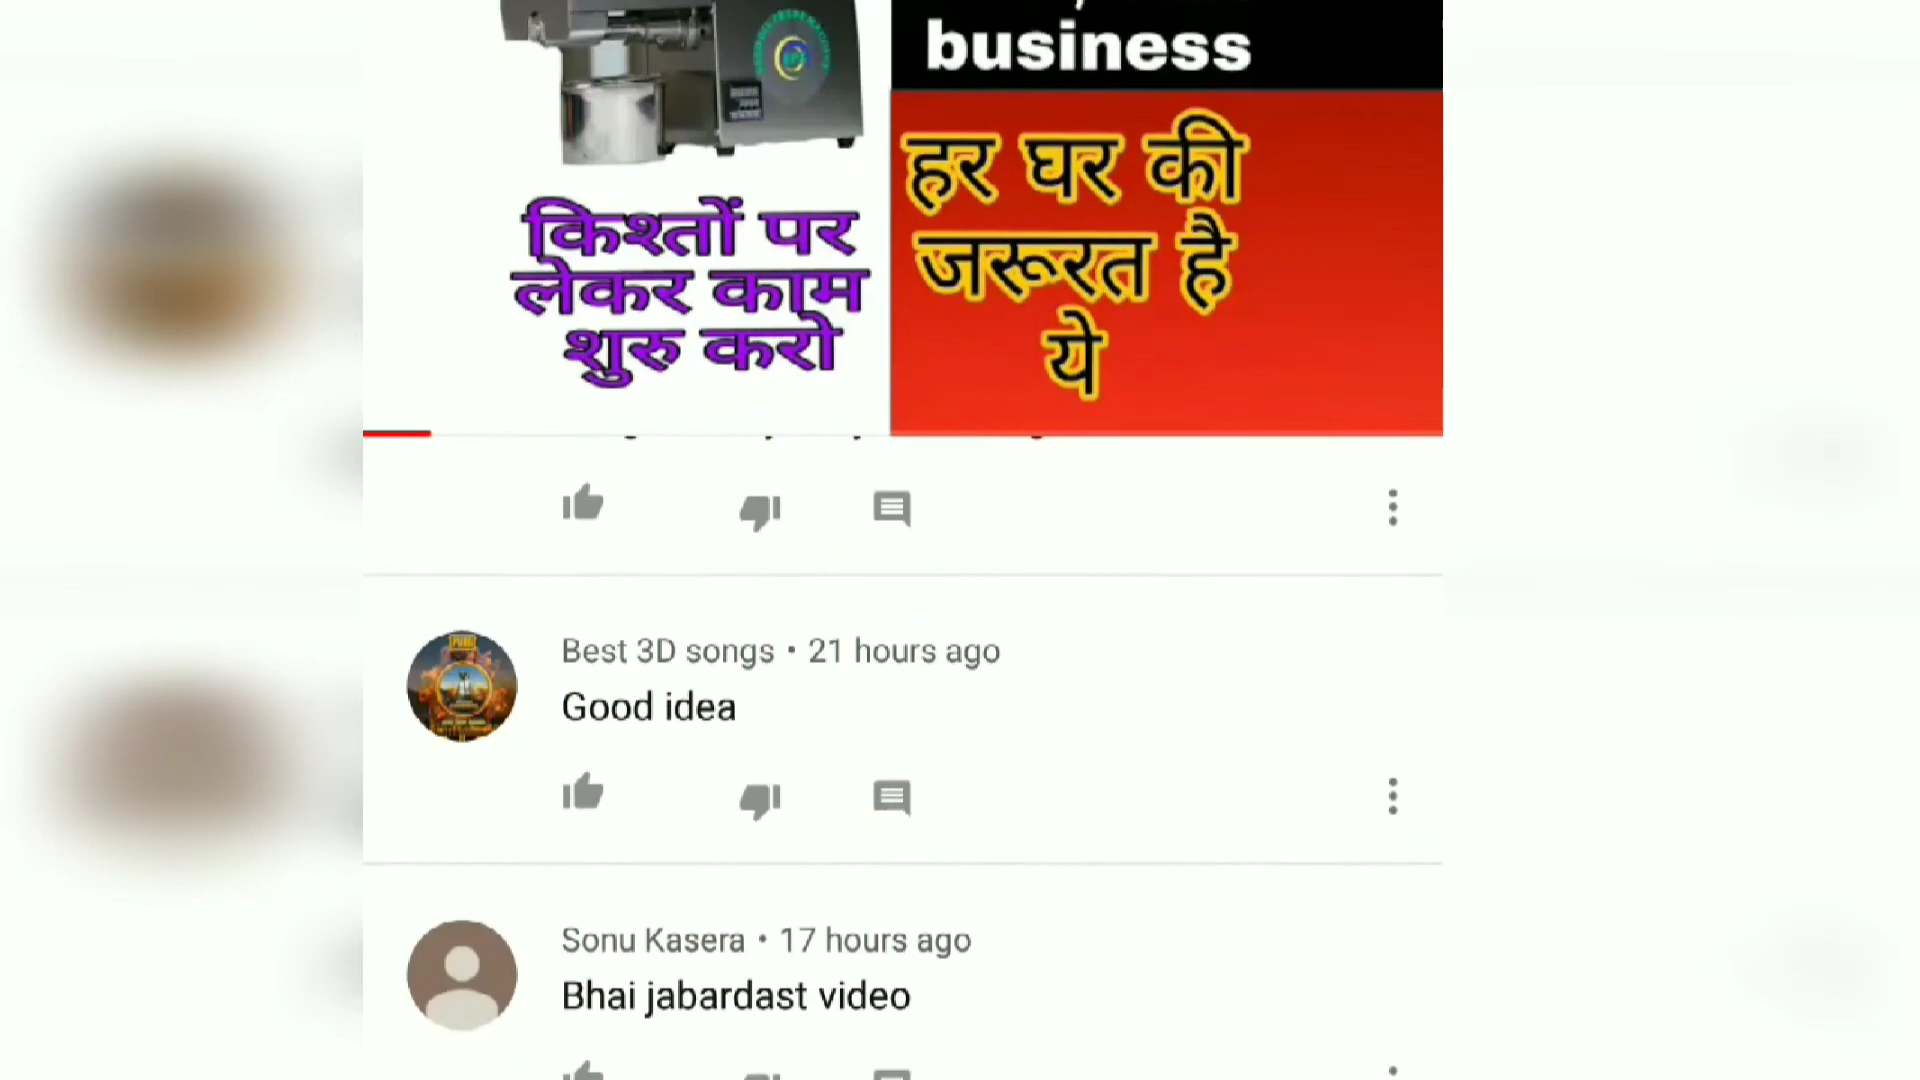 business
हर घर की
जरूरत है
ये
किश्तों पर
लेकर काम
शुरु करो
Best 3D songs • 21 hours ago
Good idea
Sonu Kasera • 17 hours ago
Bhai jabardast video